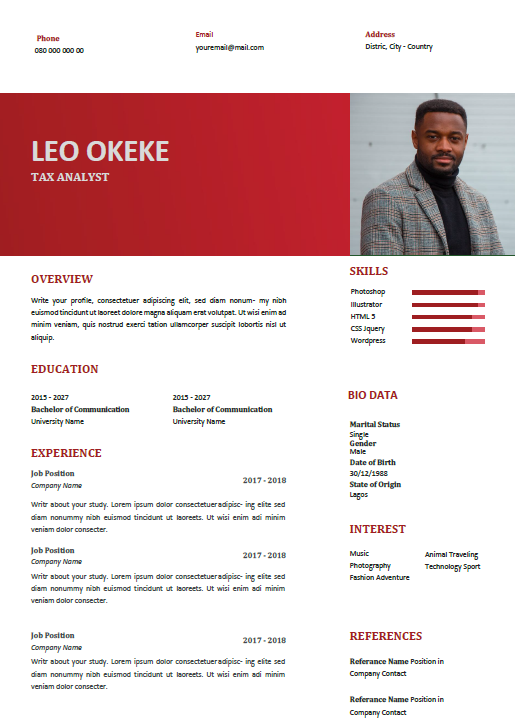 Phone
080 000 000 00
Email
youremail@mail.com
Address
Distric, City - Country
LEO OKEKE
TAX ANALYST
OVERVIEW
Write your profile, consectetuer adipiscing elit, sed diam nonum- my nibh
euismod tincidunt ut laoreet dolore magna aliquam erat volutpat. Ut wisi enim ad
minim veniam, quis nostrud exerci tation ullamcorper suscipit lobortis nisl ut
aliquip.
EDUCATION
2015 - 2027
Bachelor of Communication
University Name
2015 - 2027
Bachelor of Communication
University Name
EXPERIENCE
Job Position
Company Name
2017 - 2018
Writr about your study. Lorem ipsum dolor consectetueradipsc- ing elite sed
diam nonummy nibh euismod tincidunt ut laoreets. Ut wisi enim adi minim
veniam dolor consecter.
Job Position
Company Name
2017 - 2018
Writr about your study. Lorem ipsum dolor consectetueradipsc- ing elite sed
diam nonummy nibh euismod tincidunt ut laoreets. Ut wisi enim adi minim
veniam dolor consecter.
Job Position
Company Name
2017 - 2018
Writr about your study. Lorem ipsum dolor consectetueradipsc- ing elite sed
diam nonummy nibh euismod tincidunt ut laoreets. Ut wisi enim adi minim
veniam dolor consecter.
SKILLS
Photoshop
Illustrator
HTML 5
CSS Jquery
Wordpress
BIO DATA
Marital Status
Single
Gender
Male
Date of Birth
30/12/1988
State of Origin
Lagos
INTEREST
Music
Photography
Fashion Adventure
Animal Traveling
Technology Sport
REFERENCES
Referance Name Position in
Company Contact
Referance Name Position in
Company Contact